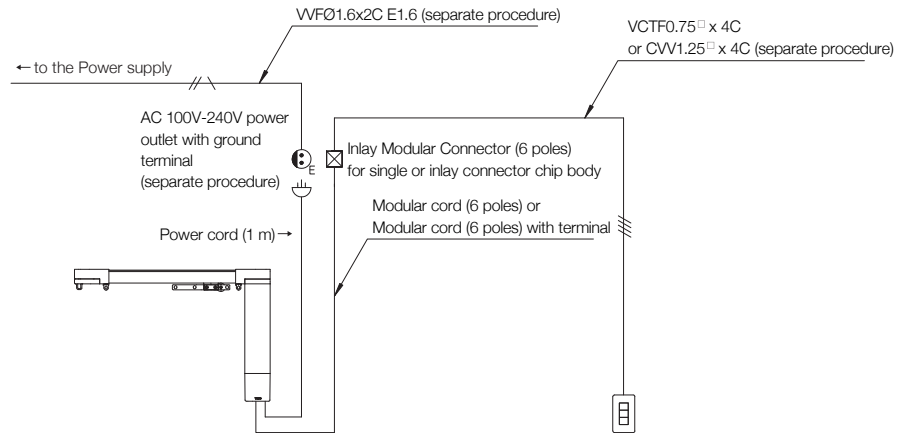 VVFØ1.6x2C E1.6 (separate procedure)
VCTF0.75□ x 4C
or CVV1.25□ x 4C (separate procedure)
← to the Power supply
AC 100V-240V power
outlet with ground
terminal
(separate procedure)
E
Inlay Modular Connector (6 poles)
for single or inlay connector chip body
Modular cord (6 poles) or
Modular cord (6 poles) with terminal
Power cord (1 m)→